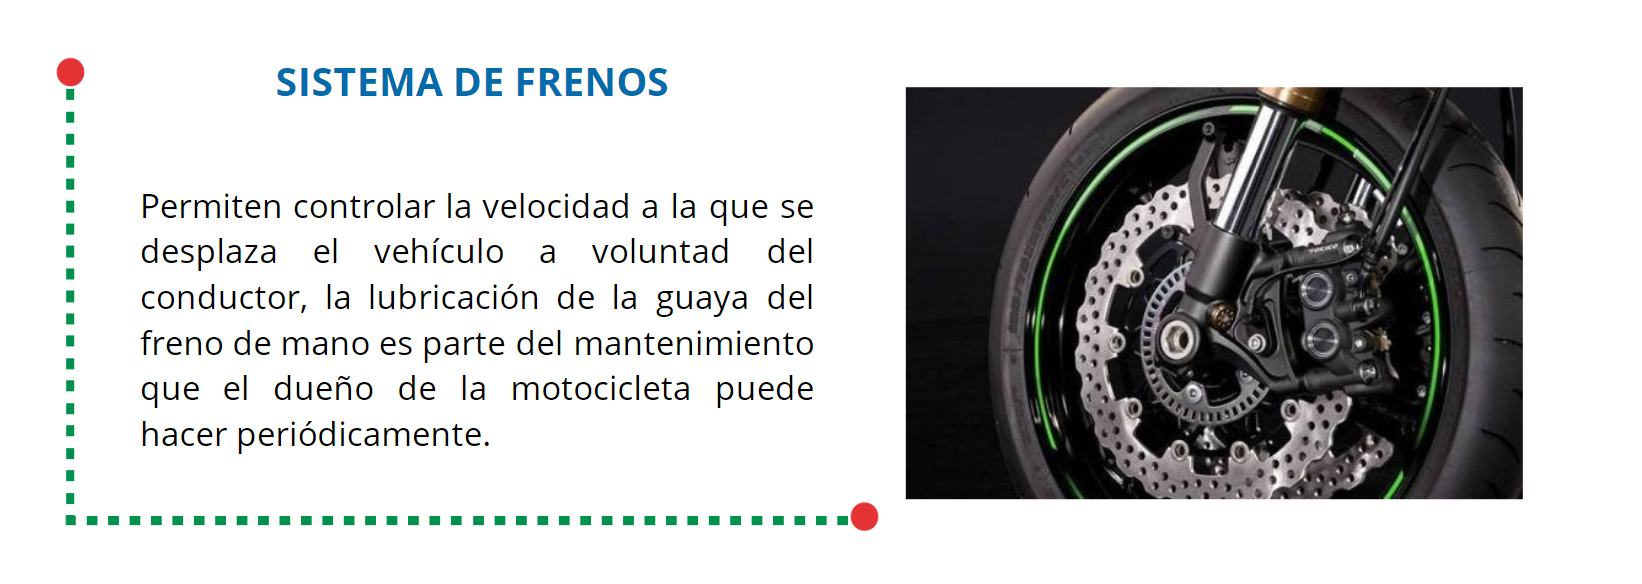 SISTEMA DE FRENOS
Permiten controlar la velocidad a la que se
desplaza el vehículo a voluntad del
conductor, la lubricación de la guaya del
freno de mano es parte del mantenimiento
que el dueño de la motocicleta puede
hacer periódicamente.